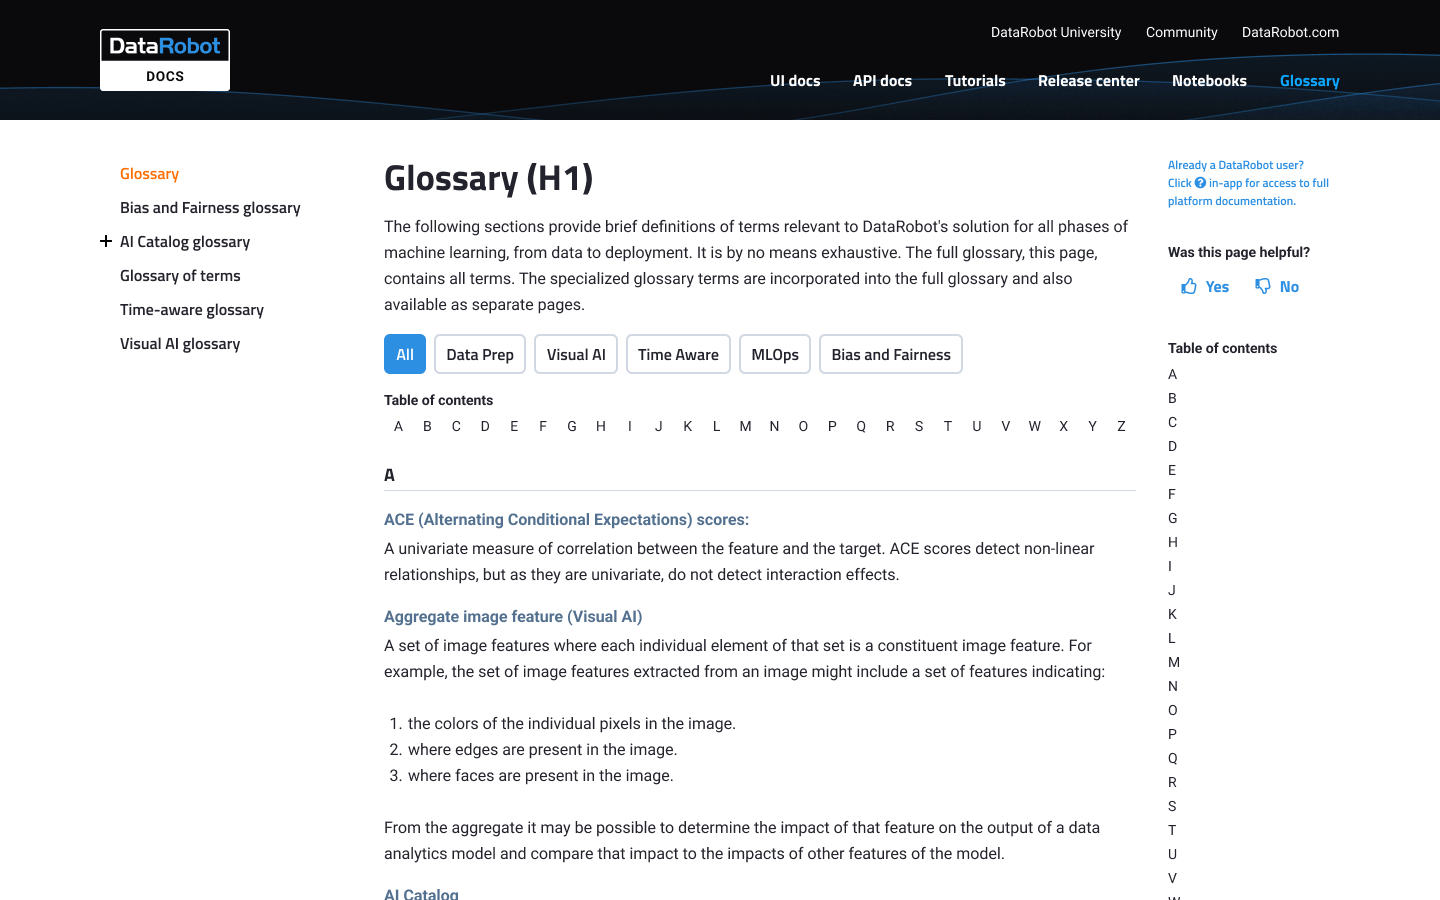 DataRobot
DOCS
DataRobot University Community DataRobot.com
UI docs API docs Tutorials Release center Notebooks Glossary
Glossary
Bias and Fairness glossary
AI Catalog glossary
Glossary of terms
Time-aware glossary
Visual AI glossary
Glossary (H1)
The following sections provide brief definitions of terms relevant to DataRobot's solution for all phases of
machine learning, from data to deployment. It is by no means exhaustive. The full glossary, this page,
contains all terms. The specialized glossary terms are incorporated into the full glossary and also
available as separate pages.
All Data Prep Visual AI Time Aware MLOps Bias and Fairness
Table of contents
A B C D E F G H I J K L M N O P Q R S T U V W X Y Z
A
ACE (Alternating Conditional Expectations) scores:
A univariate measure of correlation between the feature and the target. ACE scores detect non-linear
relationships, but as they are univariate, do not detect interaction effects.
Aggregate image feature (Visual AI)
A set of image features where each individual element of that set is a constituent image feature. For
example, the set of image features extracted from an image might include a set of features indicating:
1. the colors of the individual pixels in the image.
2. where edges are present in the image.
3. where faces are present in the image.
From the aggregate it may be possible to determine the impact of that feature on the output of a data
analytics model and compare that impact to the impacts of other features of the model.
AI Catalog
Already a DataRobot user?
Click ? in-app for access to full
platform documentation.
Was this page helpful?
Yes No
Table of contents
A
B
C
D
E
F
G
H
I
J
K
L
M
N
O
P
Q
R
S
T
U
V
W